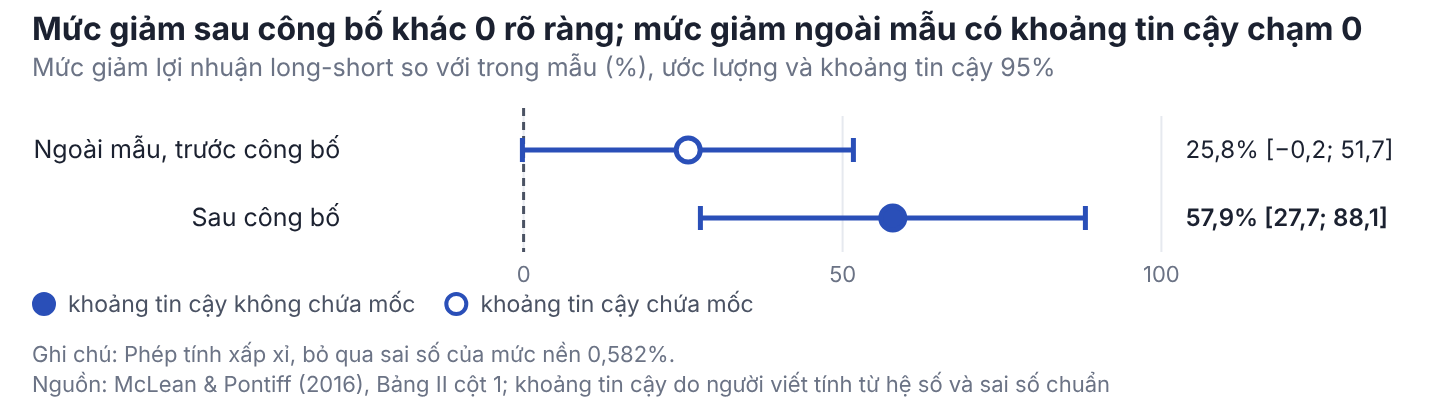 Mức giảm sau công bố khác 0 rõ ràng; mức giảm ngoài mẫu có khoảng tin cậy chạm 0
Mức giảm lợi nhuận long-short so với trong mẫu (%), ước lượng và khoảng tin cậy 95%
Ngoài mẫu, trước công bố 25,8% [−0,2; 51,7]
Sau công bố 57,9% [27,7; 88,1]
0 50 100
khoảng tin cậy không chứa mốc khoảng tin cậy chứa mốc
Ghi chú: Phép tính xấp xỉ, bỏ qua sai số của mức nền 0,582%.
Nguồn: McLean & Pontiff (2016), Bảng II cột 1; khoảng tin cậy do người viết tính từ hệ số và sai số chuẩn